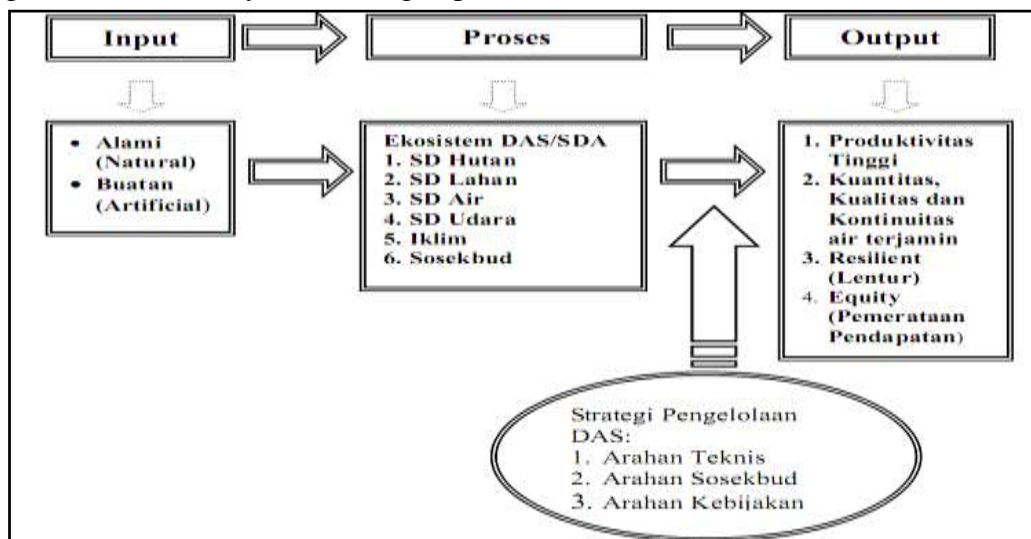 Input
Proses
Output
• Alami
(Natural)
• Buatan
(Artificial)
Ekosistem DAS/SDA
1. SD Hutan
2. SD Lahan
3. SD Air
4. SD Udara
5. Iklim
6. Sosekbud
1. Produktivitas
Tinggi
2. Kuantitas,
Kualitas dan
Kontinuitas
air terjamin
3. Resilient
(Lentur)
4. Equity
(Pemerataan
Pendapatan)
Strategi Pengelolaan
DAS:
1. Arahan Teknis
2. Arahan Sosekbud
3. Arahan Kebijakan